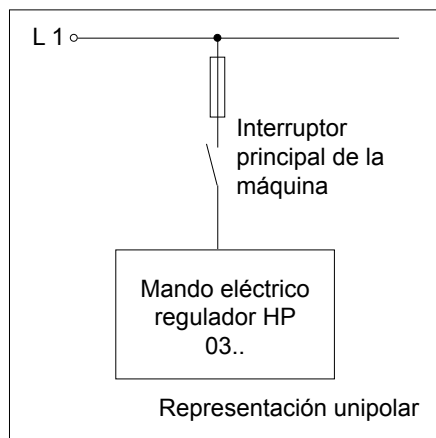 L 1
Interruptor
principal de la
máquina
Mando eléctrico
regulador HP
03..
Representación unipolar